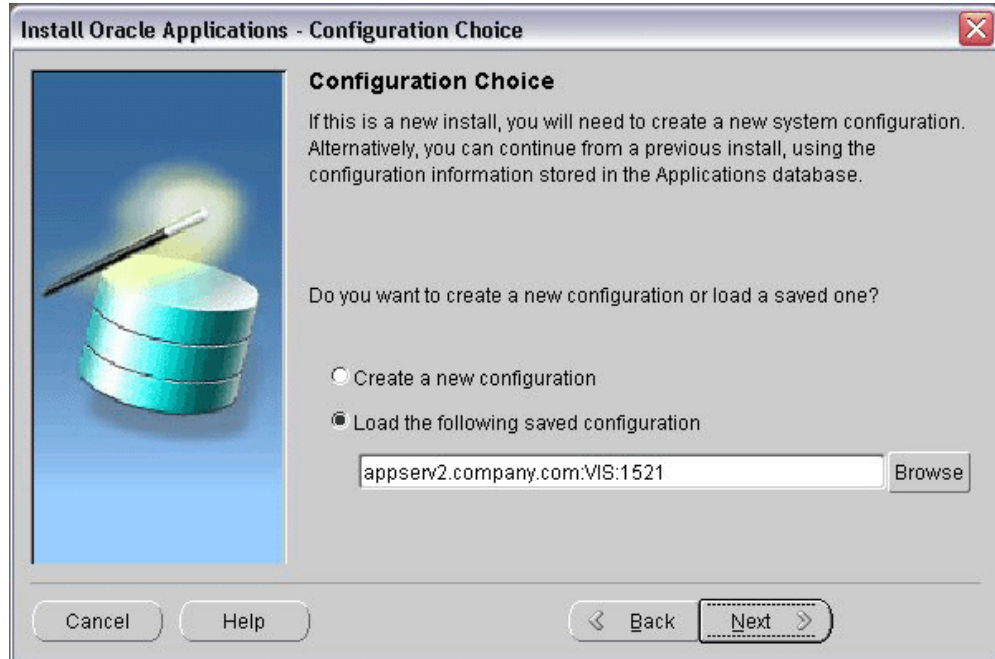 Install Oracle Applications - Configuration Choice
Configuration Choice
If this is a new install, you will need to create a new system configuration.
Alternatively, you can continue from a previous install, using the
configuration information stored in the Applications database.
Do you want to create a new configuration or load a saved one?
Create a new configuration
Load the following saved configuration
appserv2.company.com:VIS:1521
Browse
Cancel
Help
Back
Next